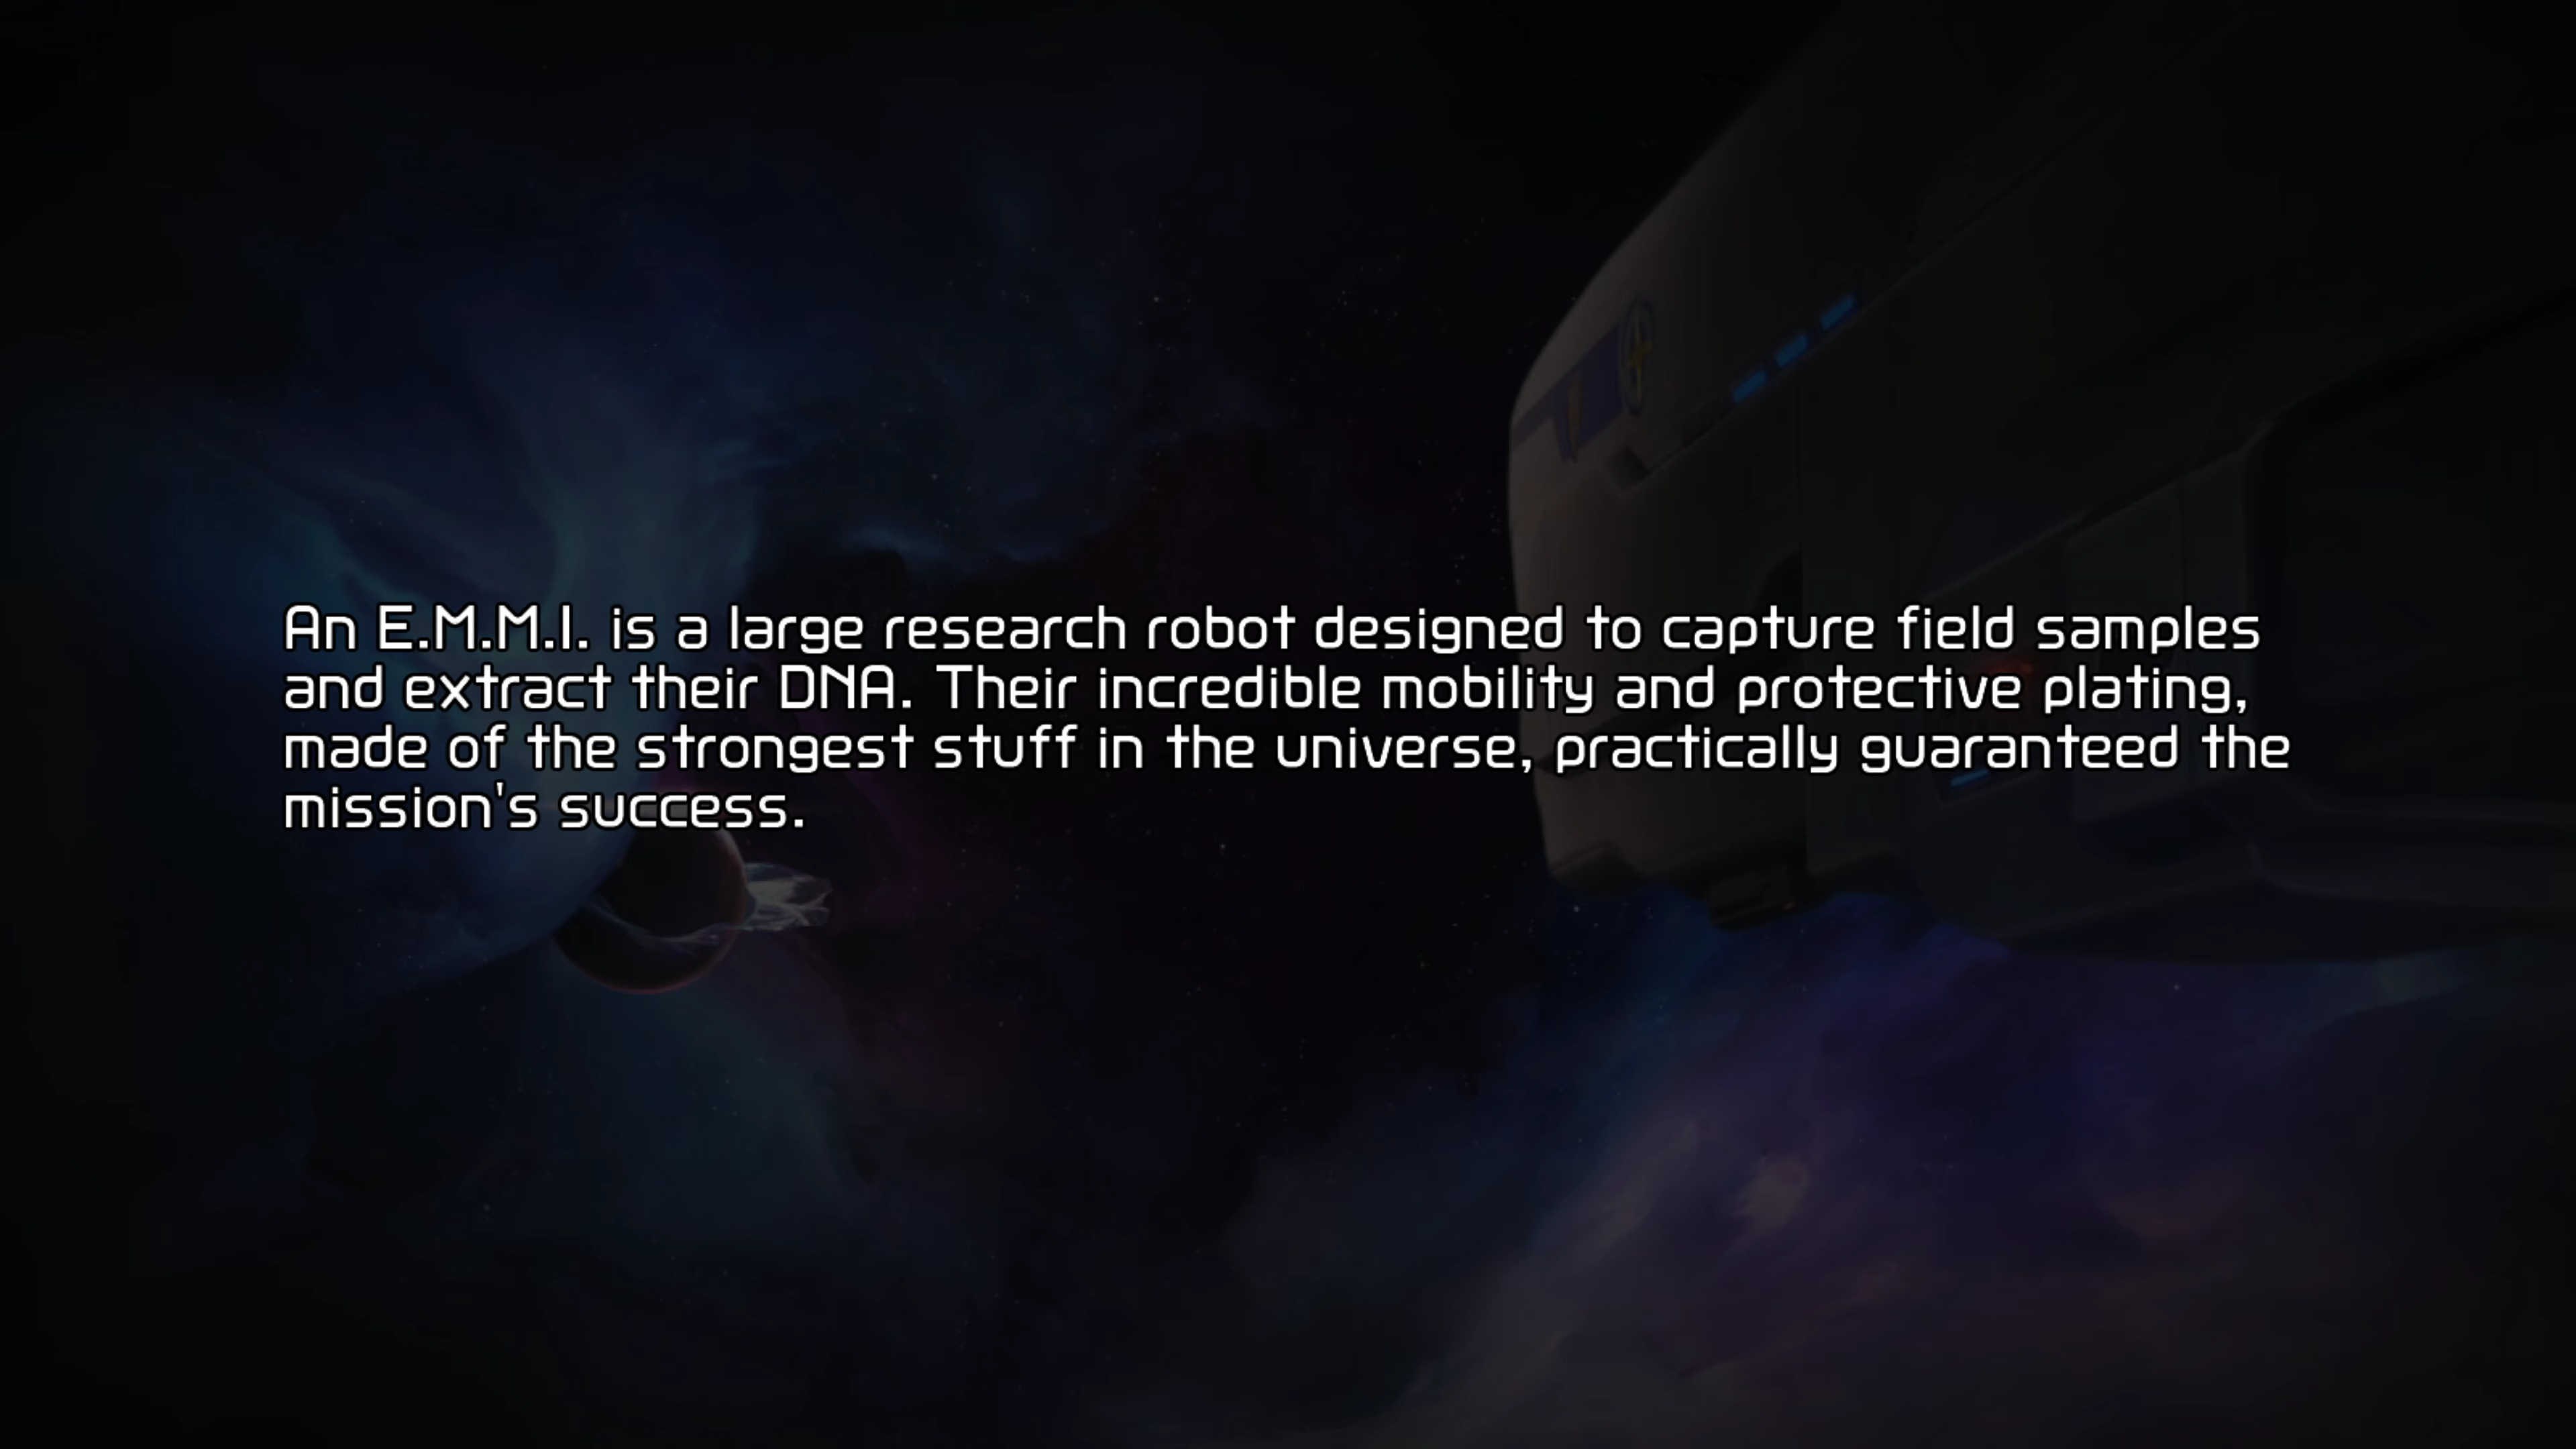 An E.M.M.I. is a large research robot designed to capture field samples
and extract their DNA. Their incredible mobility and protective plating,
made of the strongest stuff in the universe, practically guaranteed the
mission's success.